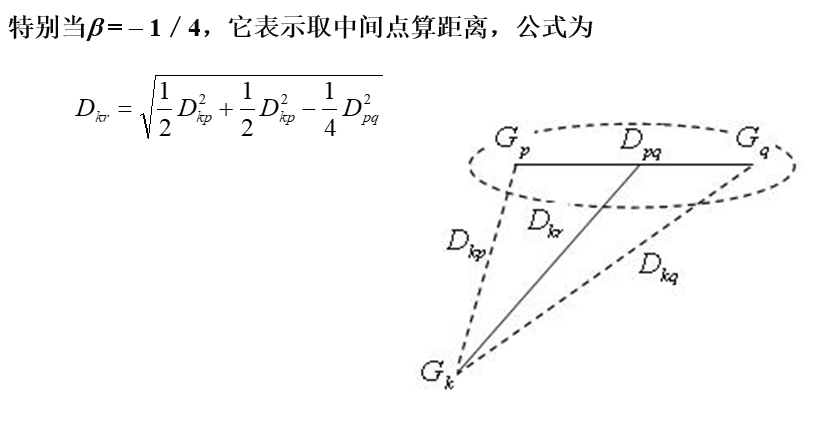 特别当β= – 1 / 4，它表示取中间点算距离，公式为
D_{kr} = \sqrt{\frac{1}{2} D_{kp}^{2} + \frac{1}{2} D_{kp}^{2} - \frac{1}{4} D_{pq}^{2}}
G_p D_{pq} G_q
D_{kr}
D_{kp}
D_{kq}
G_k